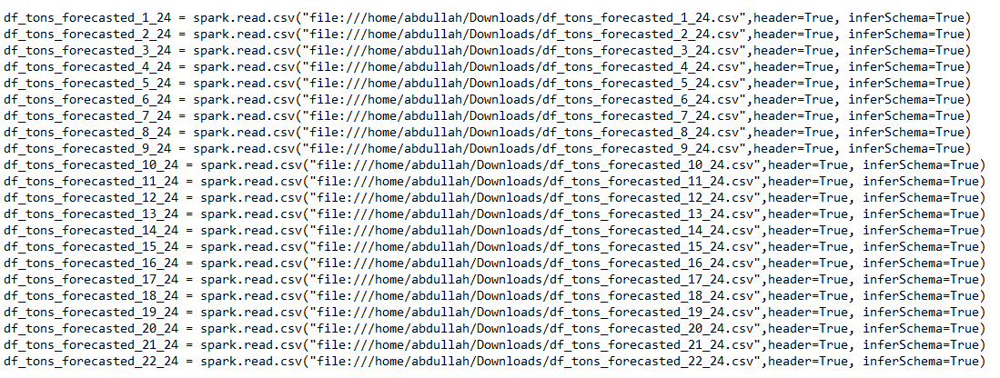 df_tons_forecasted_1_24 = spark.read.csv("file:///home/abdullah/Downloads/df_tons_forecasted_1_24.csv",header=True, inferSchema=True)
df_tons_forecasted_2_24 = spark.read.csv("file:///home/abdullah/Downloads/df_tons_forecasted_2_24.csv",header=True, inferSchema=True)
df_tons_forecasted_3_24 = spark.read.csv("file:///home/abdullah/Downloads/df_tons_forecasted_3_24.csv",header=True, inferSchema=True)
df_tons_forecasted_4_24 = spark.read.csv("file:///home/abdullah/Downloads/df_tons_forecasted_4_24.csv",header=True, inferSchema=True)
df_tons_forecasted_5_24 = spark.read.csv("file:///home/abdullah/Downloads/df_tons_forecasted_5_24.csv",header=True, inferSchema=True)
df_tons_forecasted_6_24 = spark.read.csv("file:///home/abdullah/Downloads/df_tons_forecasted_6_24.csv",header=True, inferSchema=True)
df_tons_forecasted_7_24 = spark.read.csv("file:///home/abdullah/Downloads/df_tons_forecasted_7_24.csv",header=True, inferSchema=True)
df_tons_forecasted_8_24 = spark.read.csv("file:///home/abdullah/Downloads/df_tons_forecasted_8_24.csv",header=True, inferSchema=True)
df_tons_forecasted_9_24 = spark.read.csv("file:///home/abdullah/Downloads/df_tons_forecasted_9_24.csv",header=True, inferSchema=True)
df_tons_forecasted_10_24 = spark.read.csv("file:///home/abdullah/Downloads/df_tons_forecasted_10_24.csv",header=True, inferSchema=True)
df_tons_forecasted_11_24 = spark.read.csv("file:///home/abdullah/Downloads/df_tons_forecasted_11_24.csv",header=True, inferSchema=True)
df_tons_forecasted_12_24 = spark.read.csv("file:///home/abdullah/Downloads/df_tons_forecasted_12_24.csv",header=True, inferSchema=True)
df_tons_forecasted_13_24 = spark.read.csv("file:///home/abdullah/Downloads/df_tons_forecasted_13_24.csv",header=True, inferSchema=True)
df_tons_forecasted_14_24 = spark.read.csv("file:///home/abdullah/Downloads/df_tons_forecasted_14_24.csv",header=True, inferSchema=True)
df_tons_forecasted_15_24 = spark.read.csv("file:///home/abdullah/Downloads/df_tons_forecasted_15_24.csv",header=True, inferSchema=True)
df_tons_forecasted_16_24 = spark.read.csv("file:///home/abdullah/Downloads/df_tons_forecasted_16_24.csv",header=True, inferSchema=True)
df_tons_forecasted_17_24 = spark.read.csv("file:///home/abdullah/Downloads/df_tons_forecasted_17_24.csv",header=True, inferSchema=True)
df_tons_forecasted_18_24 = spark.read.csv("file:///home/abdullah/Downloads/df_tons_forecasted_18_24.csv",header=True, inferSchema=True)
df_tons_forecasted_19_24 = spark.read.csv("file:///home/abdullah/Downloads/df_tons_forecasted_19_24.csv",header=True, inferSchema=True)
df_tons_forecasted_20_24 = spark.read.csv("file:///home/abdullah/Downloads/df_tons_forecasted_20_24.csv",header=True, inferSchema=True)
df_tons_forecasted_21_24 = spark.read.csv("file:///home/abdullah/Downloads/df_tons_forecasted_21_24.csv",header=True, inferSchema=True)
df_tons_forecasted_22_24 = spark.read.csv("file:///home/abdullah/Downloads/df_tons_forecasted_22_24.csv",header=True, inferSchema=True)